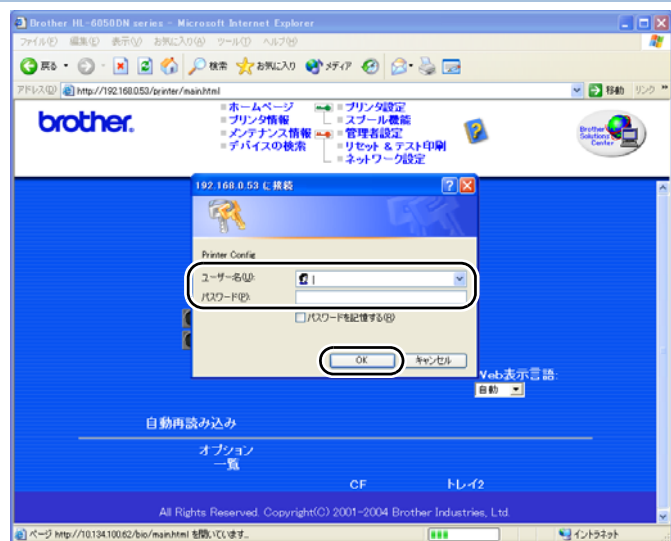 Brother HL-6050DN series - Microsoft Internet Explorer
ファイル(F) 編集(E) 表示(V) お気に入り(A) ツール(T) ヘルプ(H)
戻る 検索 お気に入り メディア
アドレス(D) http://192.168.0.53/printer/main.html 移動 リンク »
brother.
ホームページ
プリンタ情報
メンテナンス情報
デバイスの検索
プリンタ設定
スプール機能
管理者設定
リセット & テスト印刷
ネットワーク設定
Brother Solutions Center
192.168.0.53 に接続
Printer Config
ユーザー名(U):
パスワード(P):
パスワードを記憶する(R)
OK キャンセル
Web表示言語:
自動
自動再読み込み
オプション
一覧
CF トレイ2
All Rights Reserved. Copyright(C) 2001-2004 Brother Industries, Ltd.
ページ http://10.134.100.62/bio/main.html を開いています... イントラネット